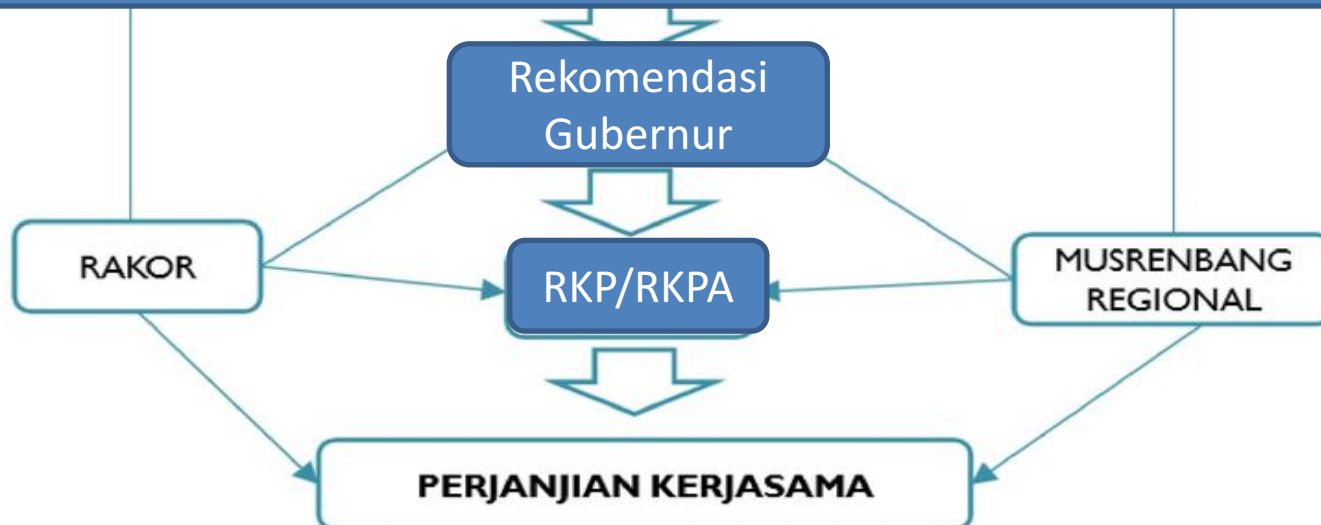 Rekomendasi
Gubernur
RAKOR
RKP/RKPA
MUSRENBANG
REGIONAL
PERJANJIAN KERJASAMA